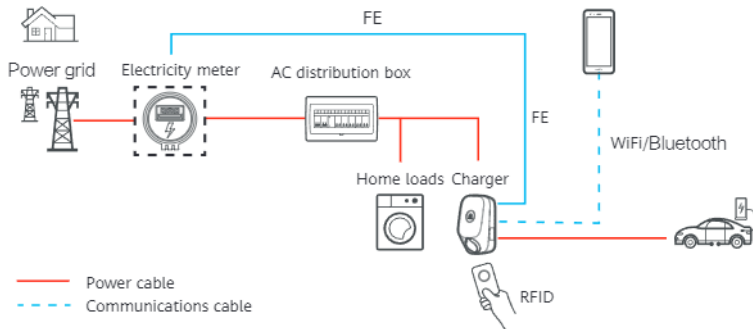 FE
Power grid
Electricity meter
AC distribution box
FE
WiFi/Bluetooth
Home loads
Charger
RFID
Power cable
Communications cable